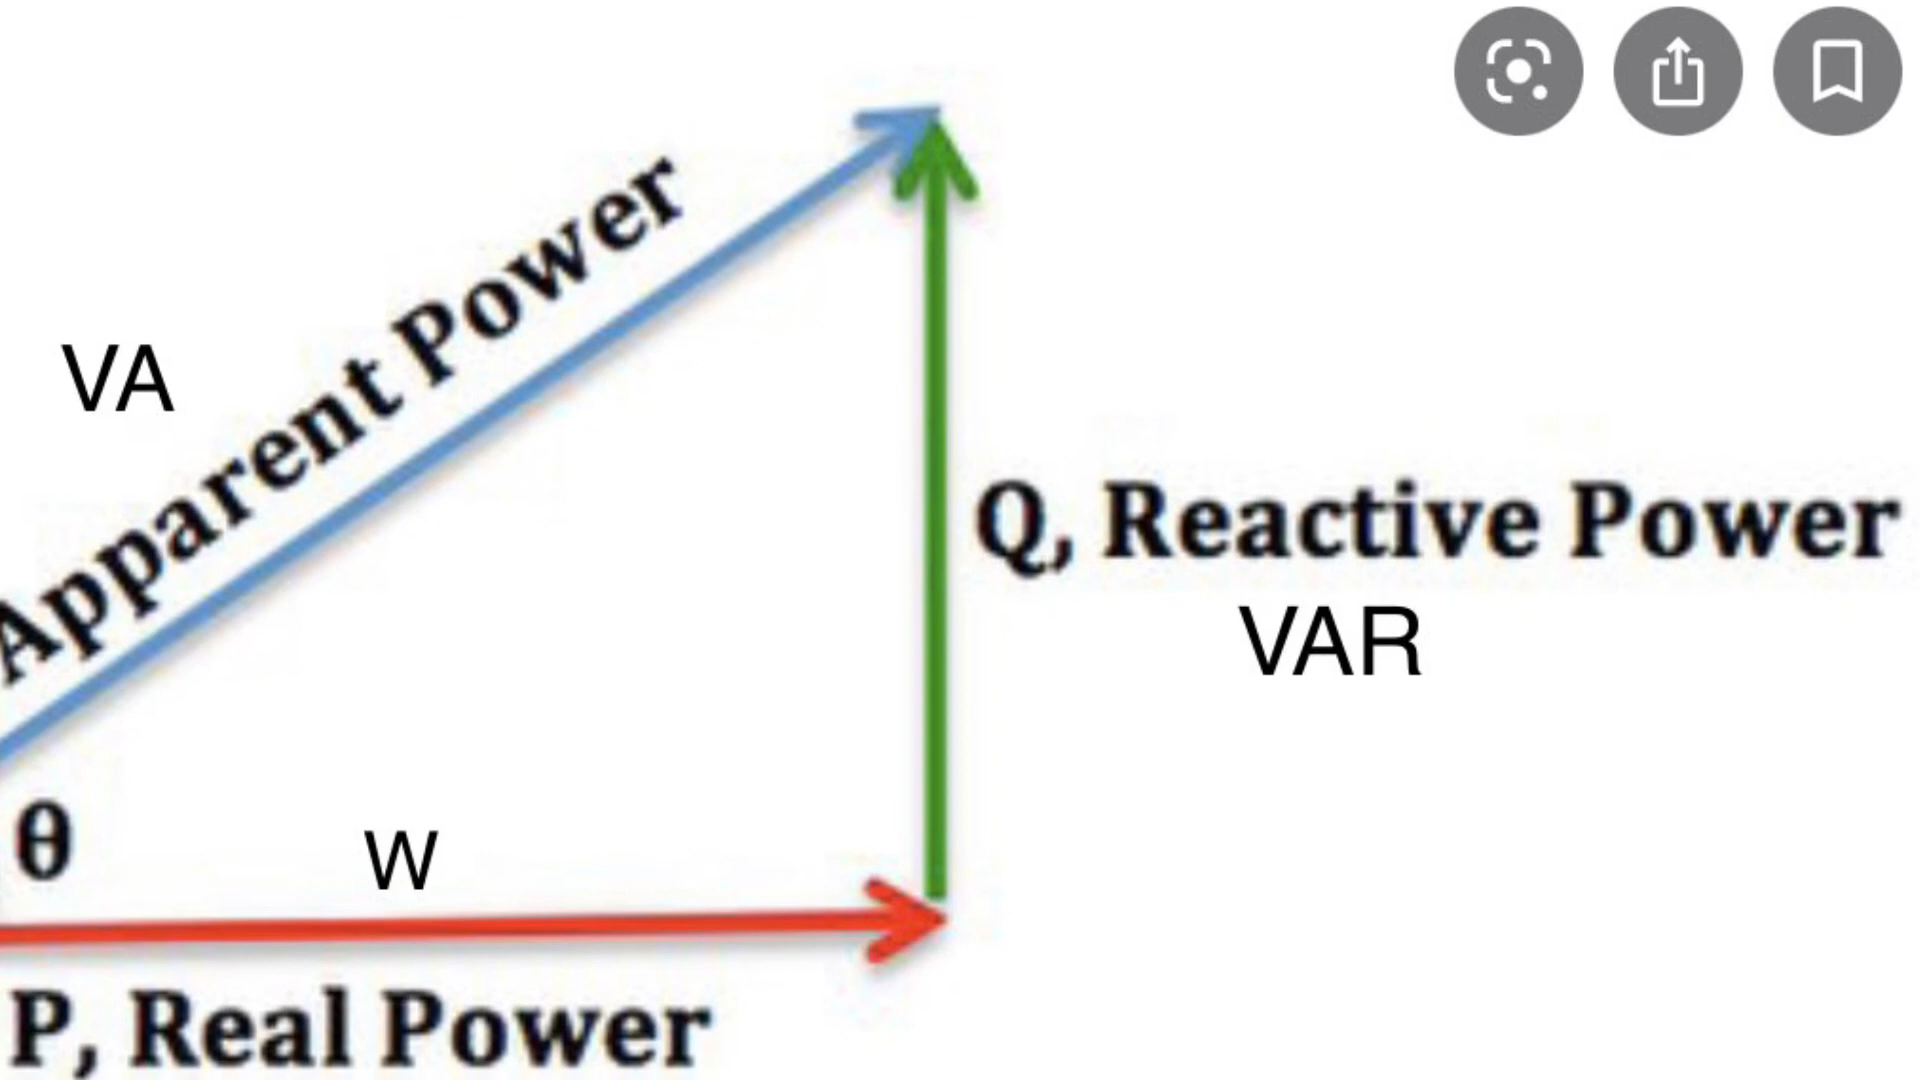 Apparent Power
VA
Q, Reactive Power
VAR
θ
W
P, Real Power